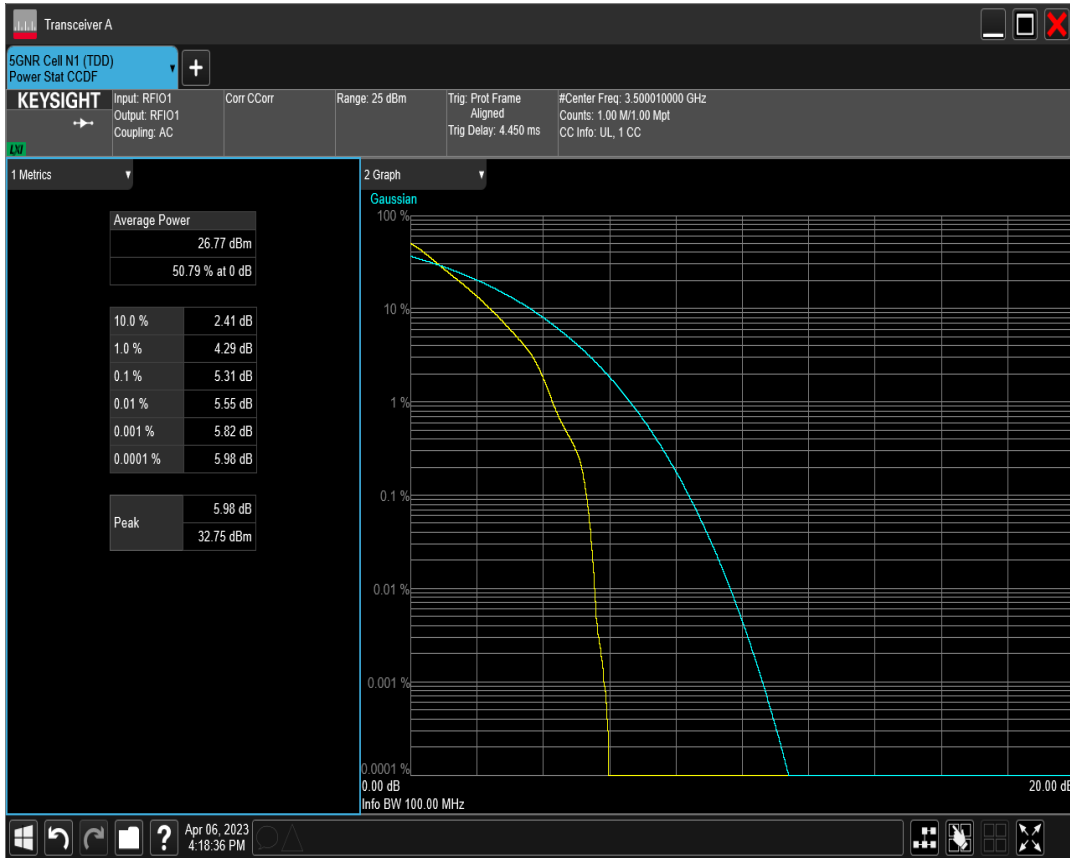 Transceiver A
5GNR Cell N1 (TDD)
Power Stat CCDF
+
KEYSIGHT
LXI
Input: RFIO1
Output: RFIO1
Coupling: AC
Corr CCorr
Range: 25 dBm
Trig: Prot Frame
Aligned
Trig Delay: 4.450 ms
#Center Freq: 3.500010000 GHz
Counts: 1.00 M/1.00 Mpt
CC Info: UL, 1 CC
1 Metrics
Average Power
26.77 dBm
50.79 % at 0 dB
10.0 % 2.41 dB
1.0 % 4.29 dB
0.1 % 5.31 dB
0.01 % 5.55 dB
0.001 % 5.82 dB
0.0001 % 5.98 dB
Peak
5.98 dB
32.75 dBm
2 Graph
Gaussian
100 %
10 %
1 %
0.1 %
0.01 %
0.001 %
0.0001 %
0.00 dB 20.00 dB
Info BW 100.00 MHz
?
Apr 06, 2023
4:18:36 PM